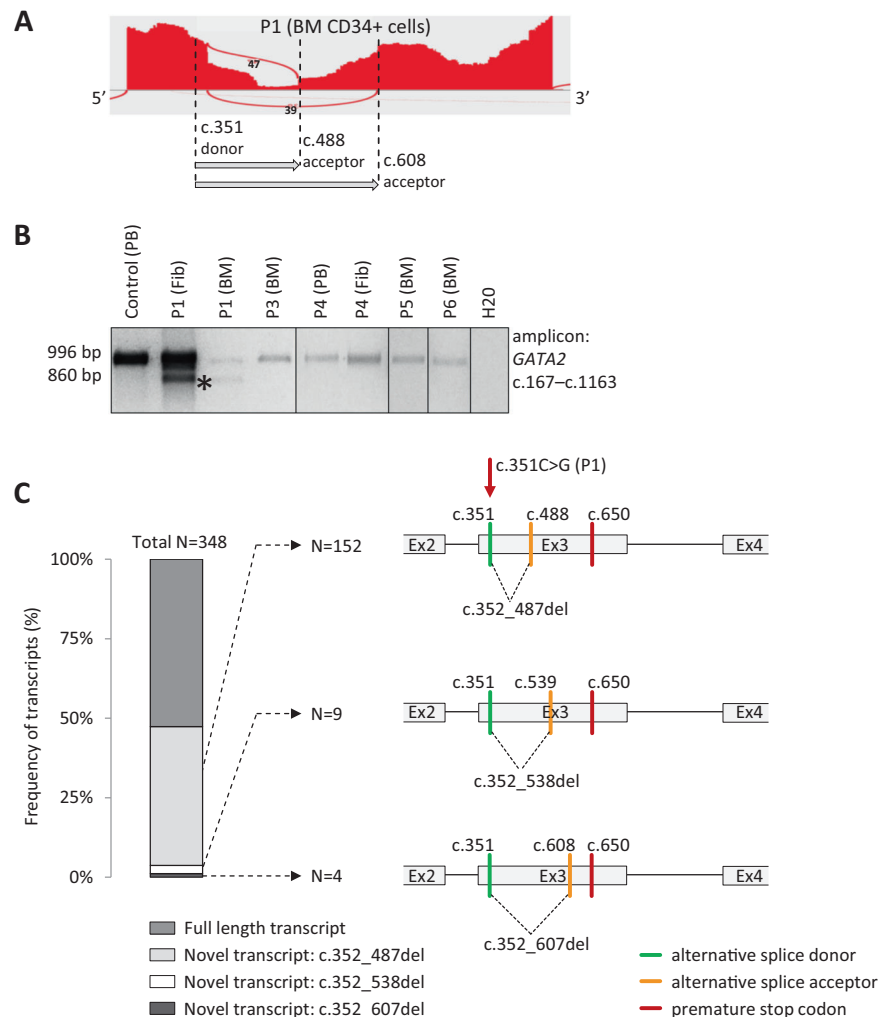 A
P1 (BM CD34+ cells)
47
5’
3’
39
c.351
donor
c.488
acceptor
c.608
acceptor
B
Control (PB)
P1 (Fib)
P1 (BM)
P3 (BM)
P4 (PB)
P4 (Fib)
P5 (BM)
P6 (BM)
H20
996 bp
860 bp
*
amplicon:
GATA2
c.167–c.1163
C
c.351C>G (P1)
Total N=348
Frequency of transcripts (%)
100%
75%
50%
25%
0%
N=152
N=9
N=4
c.351 c.488 c.650
Ex2 Ex3 Ex4
c.352_487del
c.351 c.539 c.650
Ex2 Ex3 Ex4
c.352_538del
c.351 c.608 c.650
Ex2 Ex3 Ex4
c.352_607del
Full length transcript
Novel transcript: c.352_487del
Novel transcript: c.352_538del
Novel transcript: c.352_607del
alternative splice donor
alternative splice acceptor
premature stop codon